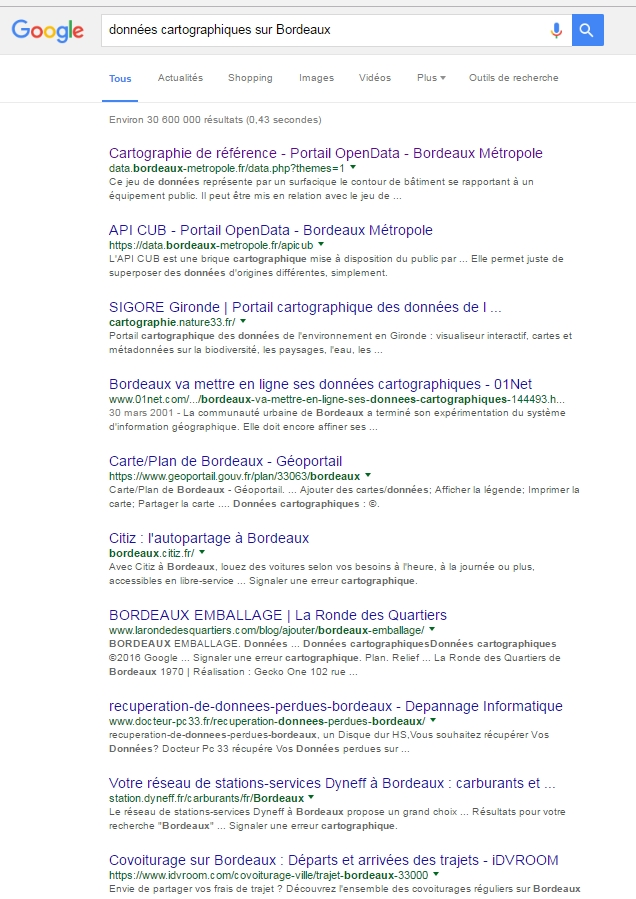 Google
données cartographiques sur Bordeaux
Tous Actualités Shopping Images Vidéos Plus Outils de recherche
Environ 30 600 000 résultats (0,43 secondes)
Cartographie de référence - Portail OpenData - Bordeaux Métropole
data.bordeaux-metropole.fr/data.php?themes=1
Ce jeu de données représente par un surfacique le contour de bâtiment se rapportant à un
équipement public. Il peut être mis en relation avec le jeu de ...
API CUB - Portail OpenData - Bordeaux Métropole
https://data.bordeaux-metropole.fr/apicub
L'API CUB est une brique cartographique mise à disposition du public par ... Elle permet juste de
superposer des données d'origines différentes, simplement.
SIGORE Gironde | Portail cartographique des données de l ...
cartographie.nature33.fr/
Portail cartographique des données de l'environnement en Gironde : visualiseur interactif, cartes et
métadonnées sur la biodiversité, les paysages, l'eau, les ...
Bordeaux va mettre en ligne ses données cartographiques - 01Net
www.01net.com/.../bordeaux-va-mettre-en-ligne-ses-donnees-cartographiques-144493.h...
30 mars 2001 - La communauté urbaine de Bordeaux a terminé son expérimentation du système
d'information géographique. Elle doit encore affiner ses ...
Carte/Plan de Bordeaux - Géoportail
https://www.geoportail.gouv.fr/plan/33063/bordeaux
Carte/Plan de Bordeaux - Géoportail. ... Ajouter des cartes/données; Afficher la légende; Imprimer la
carte; Partager la carte .... Données cartographiques : ©.
Citiz : l'autopartage à Bordeaux
bordeaux.citiz.fr/
Avec Citiz à Bordeaux, louez des voitures selon vos besoins à l'heure, à la journée ou plus,
accessibles en libre-service ... Signaler une erreur cartographique.
BORDEAUX EMBALLAGE | La Ronde des Quartiers
www.larondedesquartiers.com/blog/ajouter/bordeaux-emballage/
BORDEAUX EMBALLAGE. Données ... Données cartographiquesDonnées cartographiques
©2016 Google ... Signaler une erreur cartographique. Plan. Relief ... La Ronde des Quartiers de
Bordeaux 1970 | Réalisation : Gecko One 102 rue ...
recuperation-de-donnees-perdues-bordeaux - Depannage Informatique
www.docteur-pc33.fr/recuperation-donnees-perdues-bordeaux/
recuperation-de-donnees-perdues-bordeaux, un Disque dur HS,Vous souhaitez récupérer Vos
Données? Docteur Pc 33 récupére Vos Données perdues sur ...
Votre réseau de stations-services Dyneff à Bordeaux : carburants et ...
station.dyneff.fr/carburants/fr/Bordeaux
Le réseau de stations-services Dyneff à Bordeaux propose un grand choix ... Résultats pour votre
recherche "Bordeaux" ... Signaler une erreur cartographique.
Covoiturage sur Bordeaux : Départs et arrivées des trajets - iDVROOM
https://www.idvroom.com/covoiturage-ville/trajet-bordeaux-33000
Envie de partager vos frais de trajet ? Découvrez l'ensemble des covoiturages réguliers sur Bordeaux